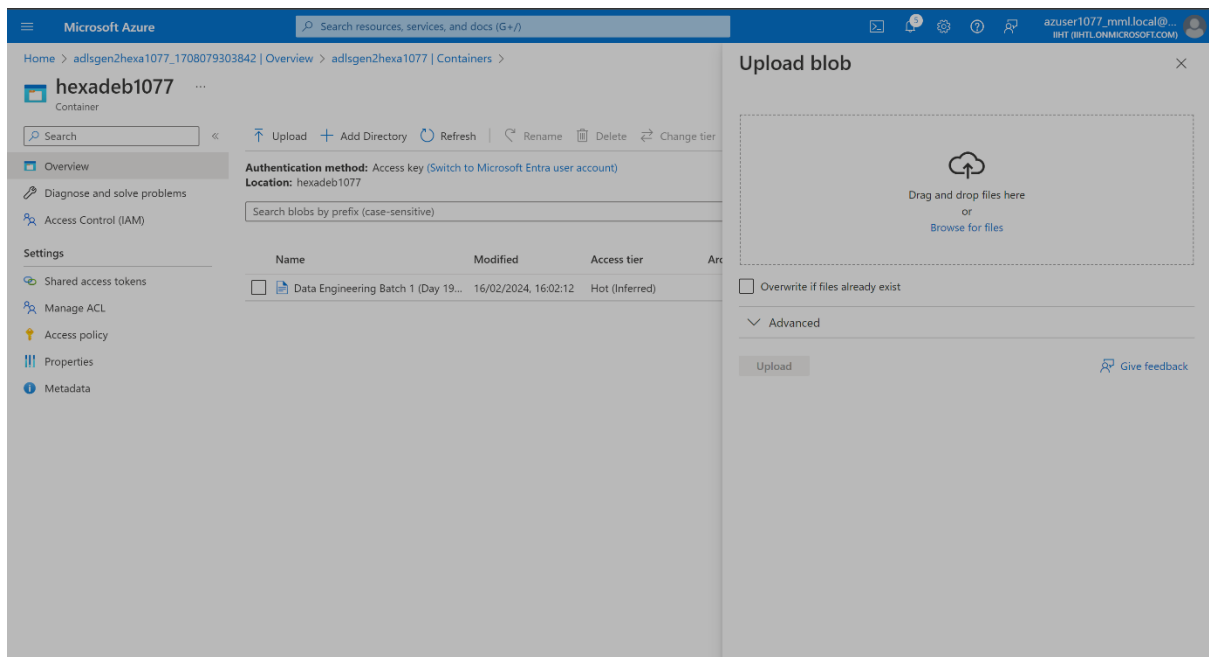 Microsoft Azure
Search resources, services, and docs (G+/)
5
azuser1077_mml.local@...
IIHT (IIHTL.ONMICROSOFT.COM)
Home > adlsgen2hexa1077_1708079303842 | Overview > adlsgen2hexa1077 | Containers >
hexadeb1077 ...
Container
Search
«
Overview
Diagnose and solve problems
Access Control (IAM)
Settings
Shared access tokens
Manage ACL
Access policy
Properties
Metadata
Upload Add Directory Refresh Rename Delete Change tier
Authentication method: Access key (Switch to Microsoft Entra user account)
Location: hexadeb1077
Search blobs by prefix (case-sensitive)
Name Modified Access tier Arc
Data Engineering Batch 1 (Day 19... 16/02/2024, 16:02:12 Hot (Inferred)
Upload blob
Drag and drop files here
or
Browse for files
Overwrite if files already exist
Advanced
Upload
Give feedback